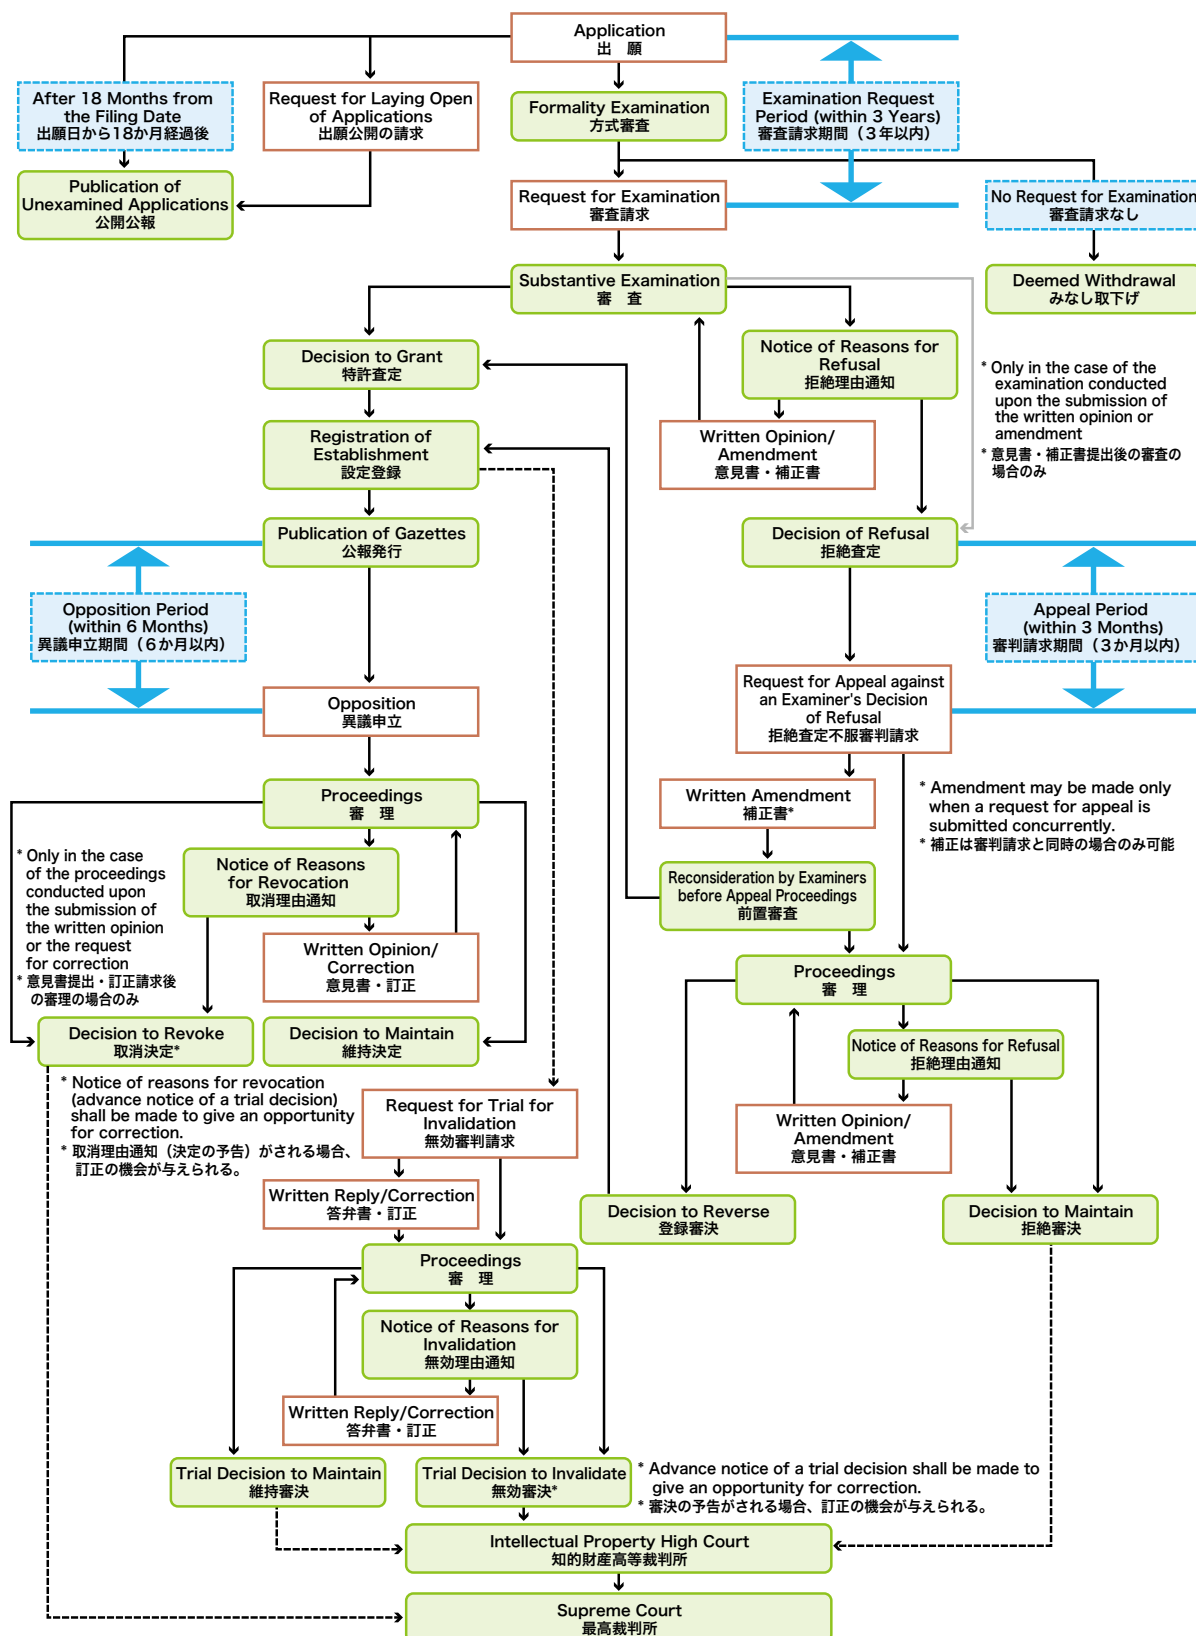 Application
出　願
After 18 Months from
the Filing Date
出願日から18か月経過後
Request for Laying Open
of Applications
出願公開の請求
Formality Examination
方式審査
Examination Request
Period (within 3 Years)
審査請求期間（3年以内）
Publication of
Unexamined Applications
公開公報
Request for Examination
審査請求
No Request for Examination
審査請求なし
Substantive Examination
審　査
Deemed Withdrawal
みなし取下げ
Decision to Grant
特許査定
Notice of Reasons for
Refusal
拒絶理由通知
* Only in the case of the
examination conducted
upon the submission of
the written opinion or
amendment
* 意見書・補正書提出後の審査の
場合のみ
Registration of
Establishment
設定登録
Written Opinion/
Amendment
意見書・補正書
Publication of Gazettes
公報発行
Decision of Refusal
拒絶査定
Opposition Period
(within 6 Months)
異議申立期間（6か月以内）
Appeal Period
(within 3 Months)
審判請求期間（3か月以内）
Opposition
異議申立
Request for Appeal against
an Examiner's Decision
of Refusal
拒絶査定不服審判請求
Proceedings
審　理
Written Amendment
補正書*
* Amendment may be made only
when a request for appeal is
submitted concurrently.
* 補正は審判請求と同時の場合のみ可能
* Only in the case
of the proceedings
conducted upon
the submission of
the written opinion
or the request
for correction
* 意見書提出・訂正請求後
の審理の場合のみ
Notice of Reasons
for Revocation
取消理由通知
Reconsideration by Examiners
before Appeal Proceedings
前置審査
Written Opinion/
Correction
意見書・訂正
Proceedings
審　理
Decision to Revoke
取消決定*
Decision to Maintain
維持決定
Notice of Reasons for Refusal
拒絶理由通知
* Notice of reasons for revocation
(advance notice of a trial decision)
shall be made to give an opportunity
for correction.
* 取消理由通知（決定の予告）がされる場合、
訂正の機会が与えられる。
Request for Trial for
Invalidation
無効審判請求
Written Opinion/
Amendment
意見書・補正書
Written Reply/Correction
答弁書・訂正
Decision to Reverse
登録審決
Decision to Maintain
拒絶審決
Proceedings
審　理
Notice of Reasons for
Invalidation
無効理由通知
Written Reply/Correction
答弁書・訂正
Trial Decision to Maintain
維持審決
Trial Decision to Invalidate
無効審決*
* Advance notice of a trial decision shall be made to
give an opportunity for correction.
* 審決の予告がされる場合、訂正の機会が与えられる。
Intellectual Property High Court
知的財産高等裁判所
Supreme Court
最高裁判所